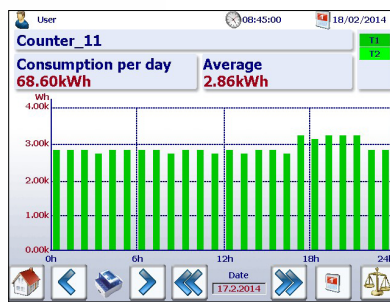 User
08:45:00
18/02/2014
Counter_11
T1
T2
Consumption per day
68.60kWh
Average
2.86kWh
Wh
4.00k
3.00k
2.00k
1.00k
0.00k
0h 6h 12h 18h 24h
Date
17.2.2014